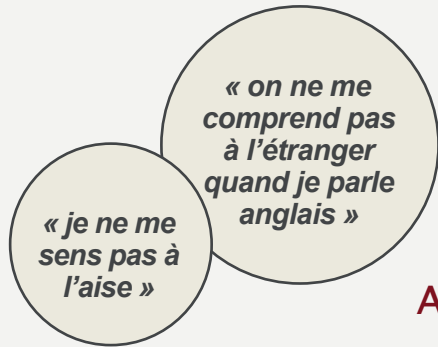 « on ne me
comprend pas
à l’étranger
quand je parle
anglais »
« je ne me
sens pas à
l’aise »
A